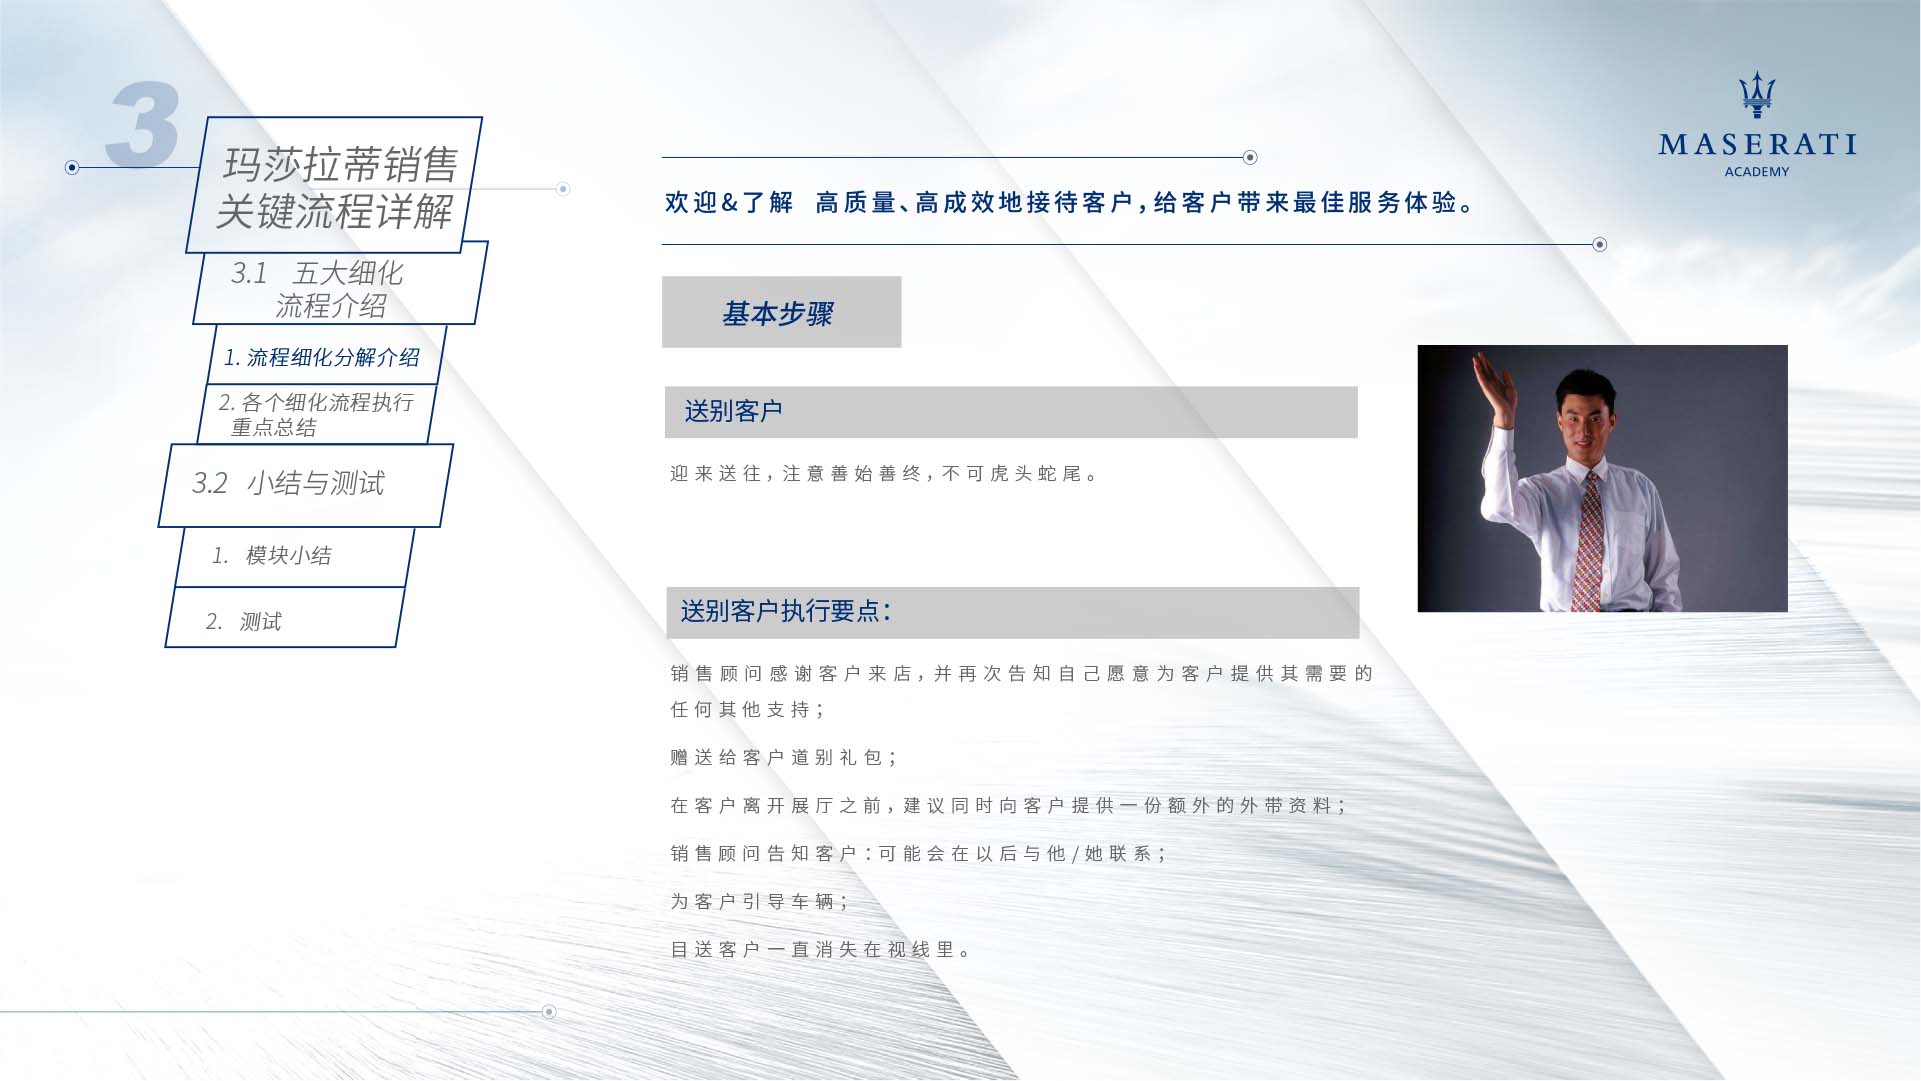 3
玛莎拉蒂销售
关键流程详解
3.1 五大细化
流程介绍
1. 流程细化分解介绍
2. 各个细化流程执行
重点总结
3.2 小结与测试
1. 模块小结
2. 测试
MASERATI
ACADEMY
欢迎&了解 高质量、高成效地接待客户，给客户带来最佳服务体验。
基本步骤
送别客户
迎来送往，注意善始善终，不可虎头蛇尾。
送别客户执行要点：
销售顾问感谢客户来店，并再次告知自己愿意为客户提供其需要的
任何其他支持；
赠送给客户道别礼包；
在客户离开展厅之前，建议同时向客户提供一份额外的外带资料；
销售顾问告知客户：可能会在以后与他/她联系；
为客户引导车辆；
目送客户一直消失在视线里。